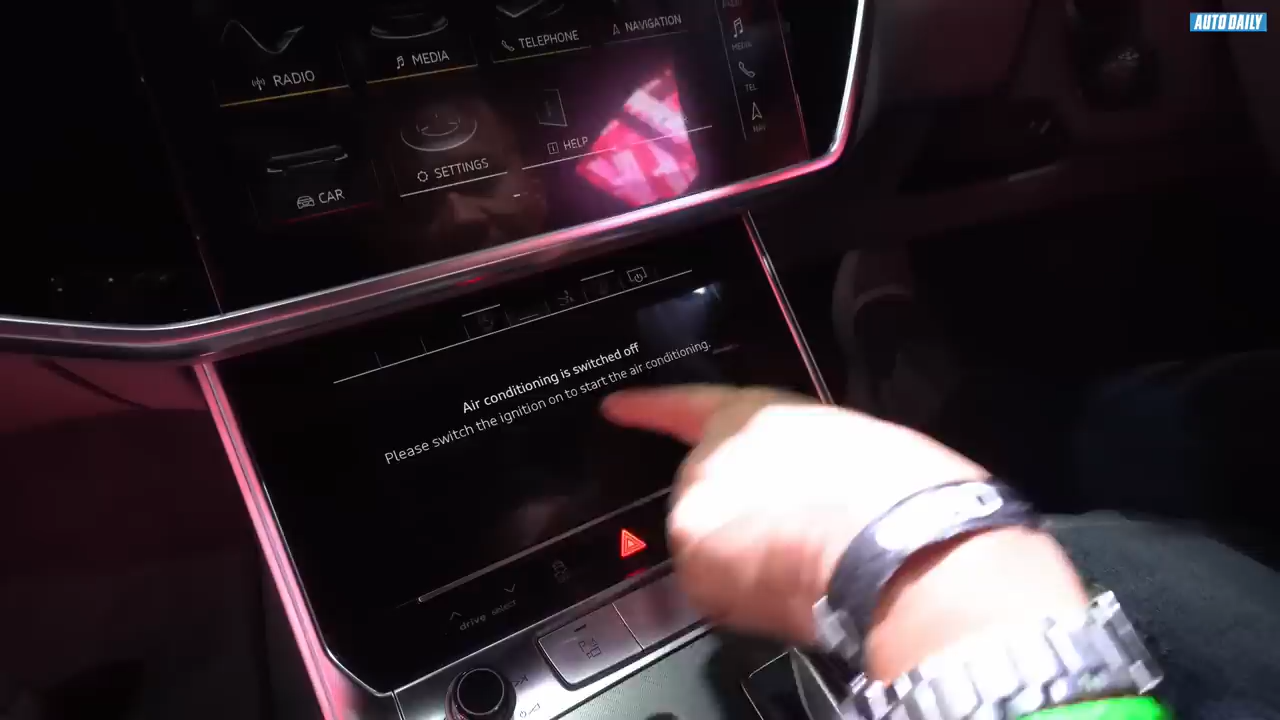 AUTO DAILY
RADIO
MEDIA
TELEPHONE
NAVIGATION
MEDIA
TEL
NAV
CAR
SETTINGS
HELP
Air conditioning is switched off
Please switch the ignition on to start the air conditioning.
drive select